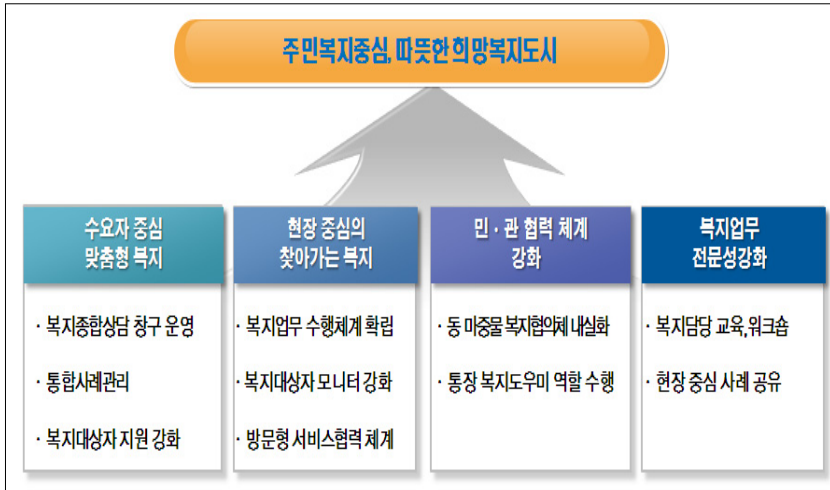 주민복지중심, 따뜻한 희망복지도시
수요자 중심
맞춤형 복지
· 복지종합상담 창구 운영
· 통합사례관리
· 복지대상자 지원 강화
현장 중심의
찾아가는 복지
· 복지업무 수행체계 확립
· 복지대상자 모니터 강화
· 방문형 서비스협력 체계
민 · 관 협력 체계
강화
· 동 마중물 복지협의체 내실화
· 통장 복지도우미 역할 수행
복지업무
전문성강화
· 복지담당 교육,워크숍
· 현장 중심 사례 공유